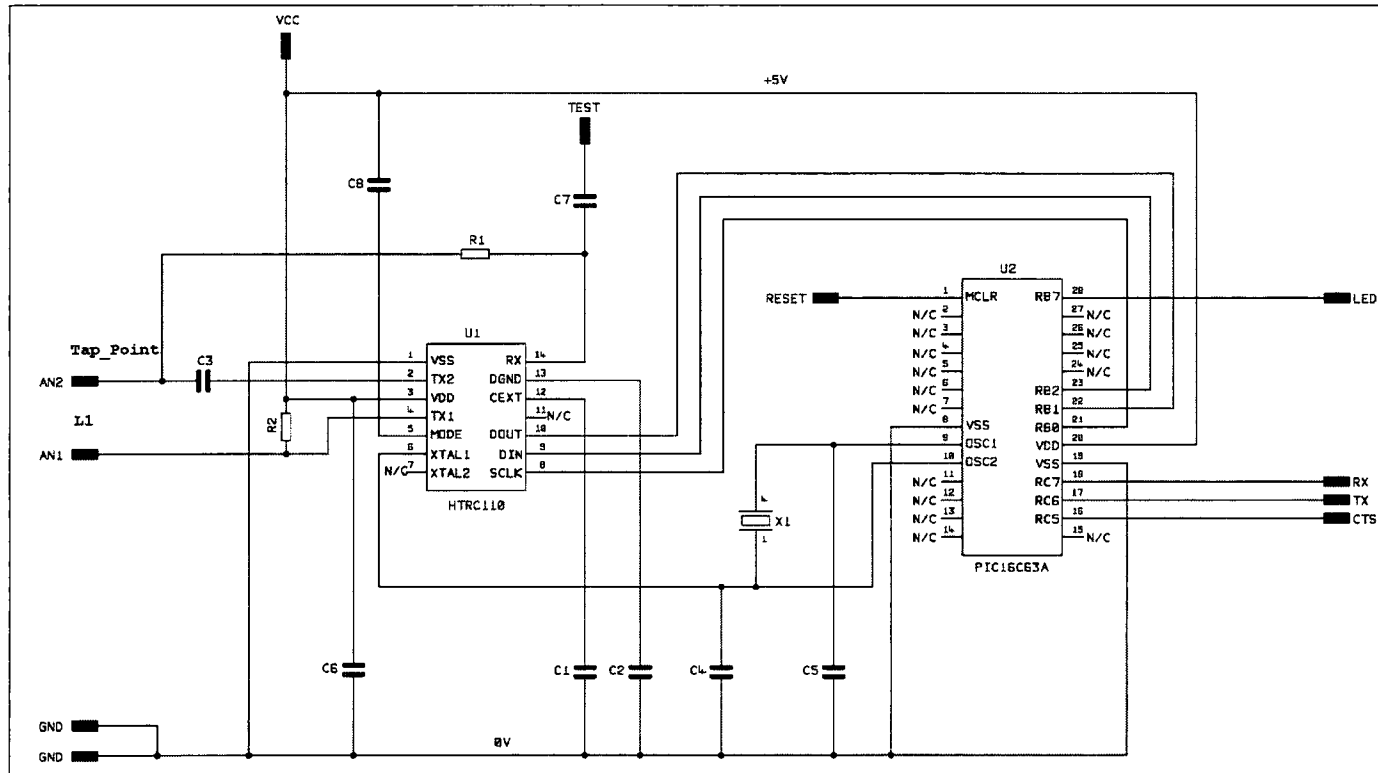 VCC
+5V
TEST
C8
C7
R1
U2
RESET
1 MCLR RB7 28
LED
N/C 2
27 N/C
N/C 3
26 N/C
N/C 4
25 N/C
N/C 5
24 N/C
N/C 6
RB2 23
N/C 7
RB1 22
8 VSS RB0 21
9 OSC1 VDD 20
10 OSC2 VSS 19
N/C 11
RC7 18
RX
N/C 12
RC6 17
TX
N/C 13
RC5 16
CTS
N/C 14
15 N/C
PIC16C63A
U1
Tap_Point
C3
AN2
L1
R2
AN1
1 VSS RX 14
2 TX2 DGND 13
3 VDD CEXT 12
4 TX1 11 N/C
5 MODE DOUT 10
6 XTAL1 DIN 9
N/C 7 XTAL2 SCLK 8
HTRC110
X1
1
C6
C1
C2
C4
C5
GND
0V
GND